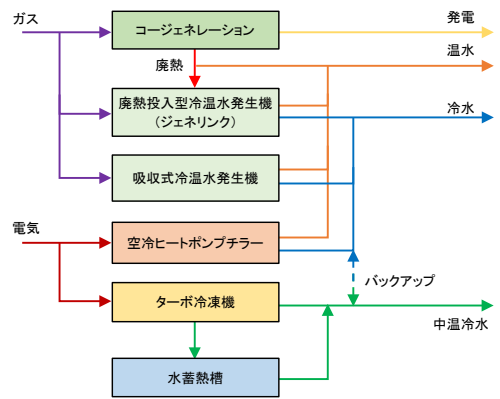 ガス
コージェネレーション
発電
廃熱
温水
廃熱投入型冷温水発生機
（ジェネリンク）
冷水
吸収式冷温水発生機
電気
空冷ヒートポンプチラー
バックアップ
ターボ冷凍機
中温冷水
水蓄熱槽